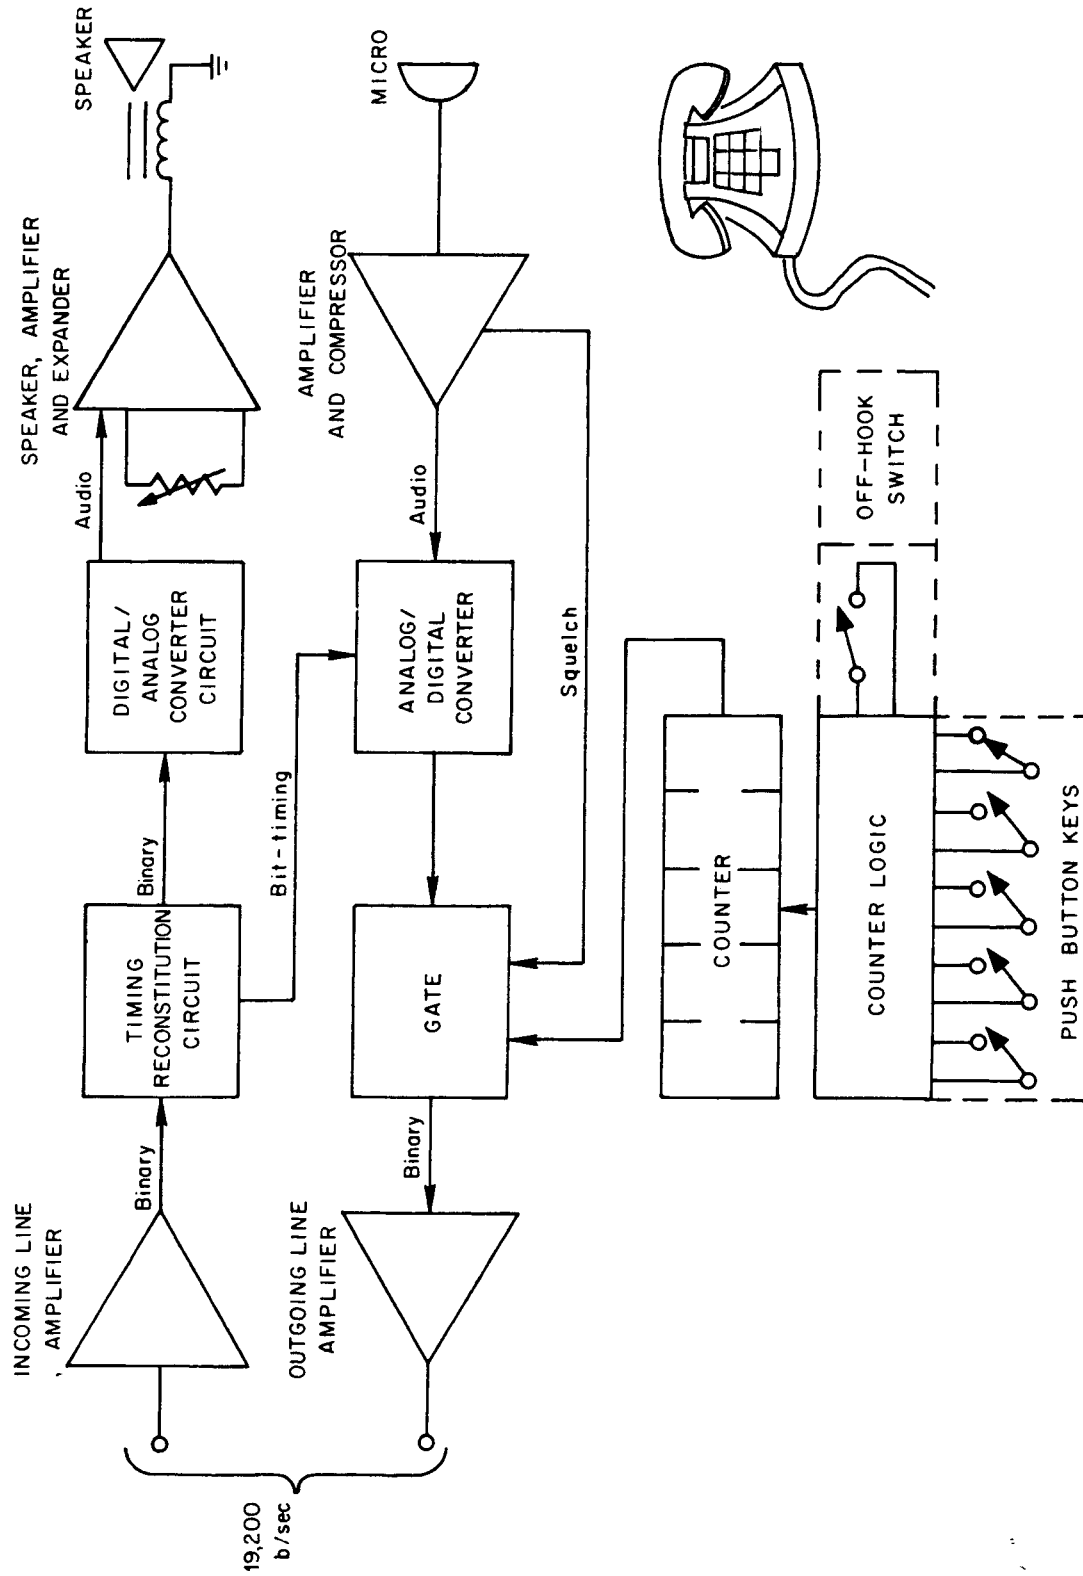 INCOMING LINE
AMPLIFIER
Binary
TIMING
RECONSTITUTION
CIRCUIT
Binary
DIGITAL/
ANALOG
CONVERTER
CIRCUIT
Audio
SPEAKER, AMPLIFIER
AND EXPANDER
SPEAKER
19,200
b/sec
Bit-timing
OUTGOING LINE
AMPLIFIER
Binary
GATE
ANALOG/
DIGITAL
CONVERTER
Audio
AMPLIFIER
AND COMPRESSOR
MICRO
Squelch
COUNTER
COUNTER LOGIC
OFF-HOOK
SWITCH
PUSH BUTTON KEYS